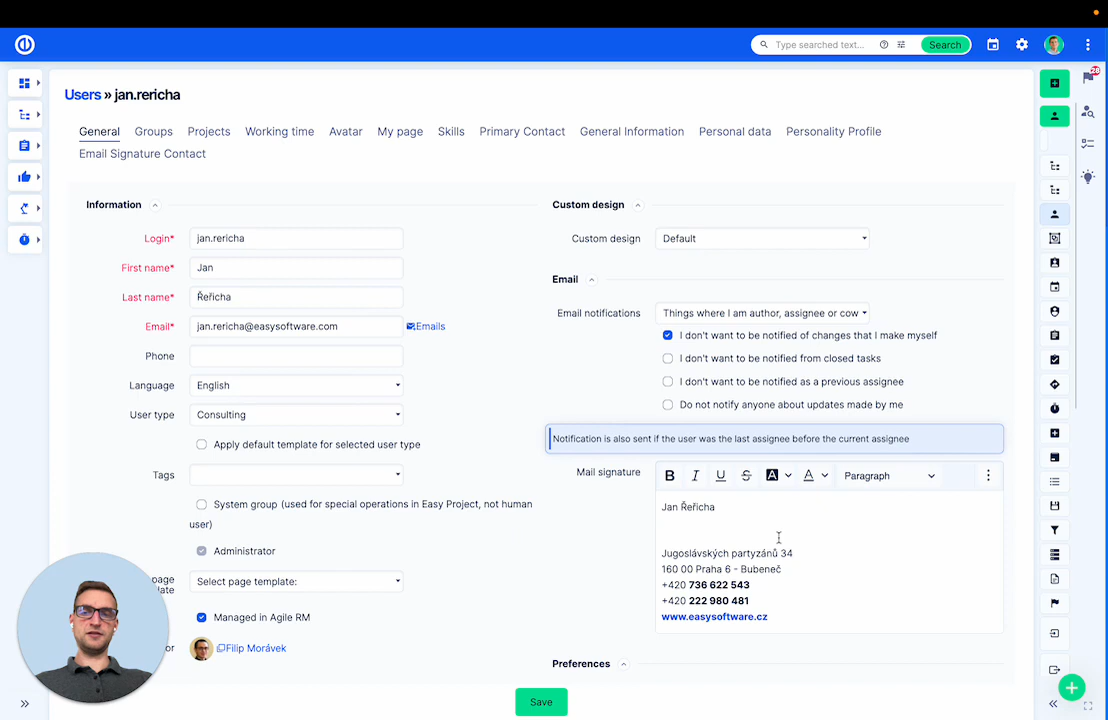 Type searched text...
Search
28
Users » jan.rericha
General Groups Projects Working time Avatar My page Skills Primary Contact General Information Personal data Personality Profile
Email Signature Contact
Information
Login* jan.rericha
First name* Jan
Last name* Řeřicha
Email* jan.rericha@easysoftware.com Emails
Phone
Language English
User type Consulting
Apply default template for selected user type
Tags
System group (used for special operations in Easy Project, not human
user)
Administrator
page Select page template:
Managed in Agile RM
Filip Morávek
Custom design
Custom design Default
Email
Email notifications Things where I am author, assignee or cow
I don't want to be notified of changes that I make myself
I don't want to be notified from closed tasks
I don't want to be notified as a previous assignee
Do not notify anyone about updates made by me
Notification is also sent if the user was the last assignee before the current assignee
Mail signature B I U S A A Paragraph
Jan Řeřicha
Jugoslávských partyzánů 34
160 00 Praha 6 - Bubeneč
+420 736 622 543
+420 222 980 481
www.easysoftware.cz
Preferences
Save